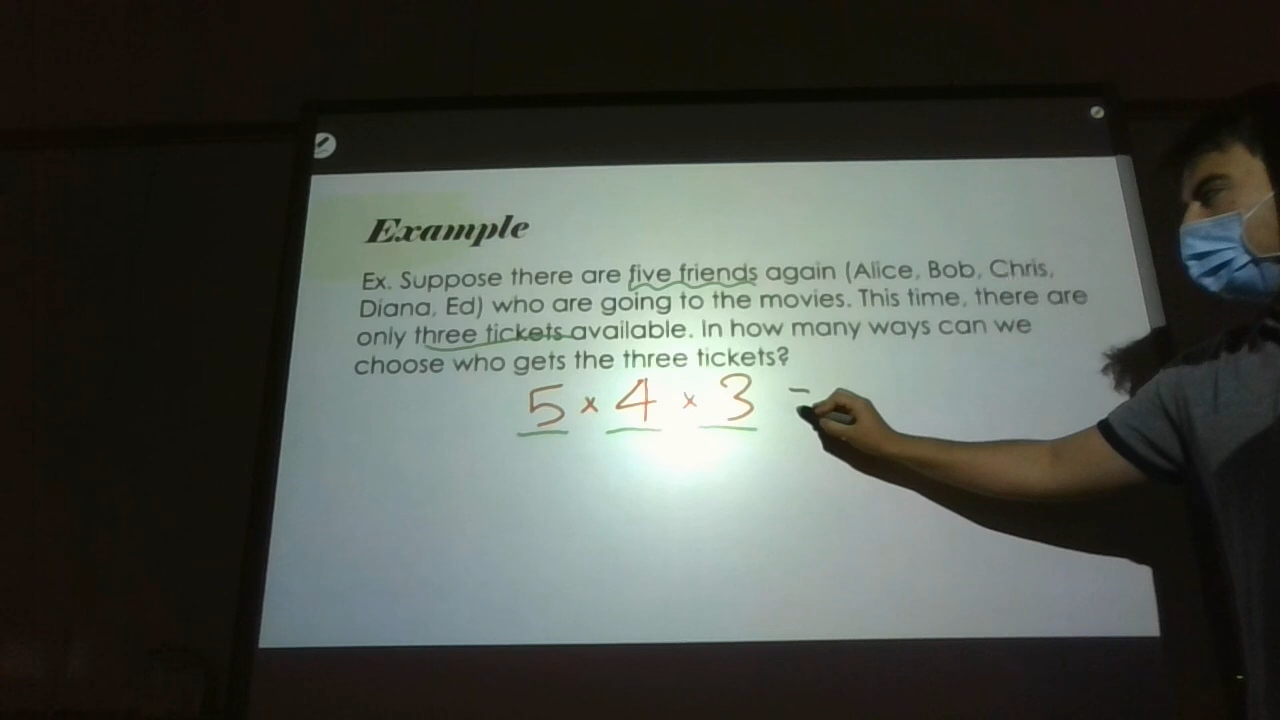 Example
Ex. Suppose there are five friends again (Alice, Bob, Chris,
Diana, Ed) who are going to the movies. This time, there are
only three tickets available. In how many ways can we
choose who gets the three tickets?
5 × 4 × 3 =